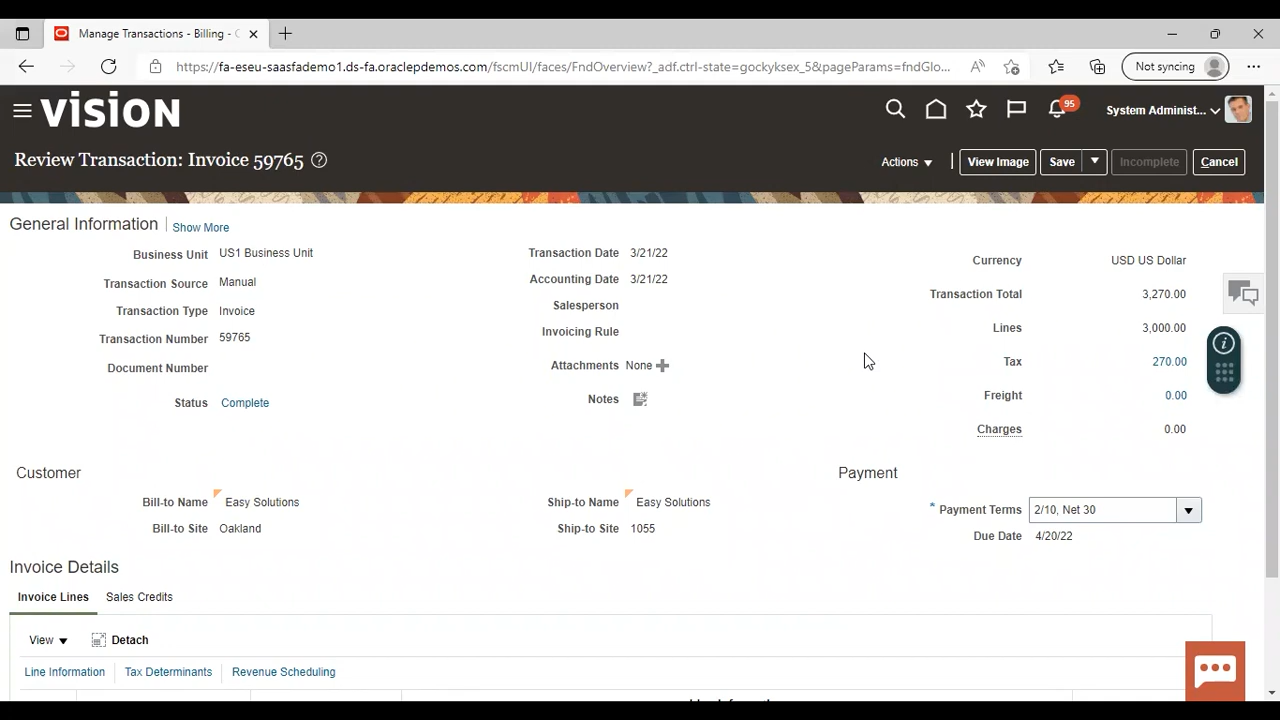 Manage Transactions - Billing - C
https://fa-eseu-saasfademo1.ds-fa.oraclepdemos.com/fscmUI/faces/FndOverview?_adf.ctrl-state=gockyksex_5&pageParams=fndGlo...
Not syncing
VISION
95
System Administ...
Review Transaction: Invoice 59765
Actions
View Image
Save
Incomplete
Cancel
General Information
Show More
Business Unit US1 Business Unit
Transaction Source Manual
Transaction Type Invoice
Transaction Number 59765
Document Number
Status Complete
Transaction Date 3/21/22
Accounting Date 3/21/22
Salesperson
Invoicing Rule
Attachments None
Notes
Currency USD US Dollar
Transaction Total 3,270.00
Lines 3,000.00
Tax 270.00
Freight 0.00
Charges 0.00
Customer
Bill-to Name Easy Solutions
Bill-to Site Oakland
Ship-to Name Easy Solutions
Ship-to Site 1055
Payment
* Payment Terms 2/10, Net 30
Due Date 4/20/22
Invoice Details
Invoice Lines Sales Credits
View Detach
Line Information Tax Determinants Revenue Scheduling